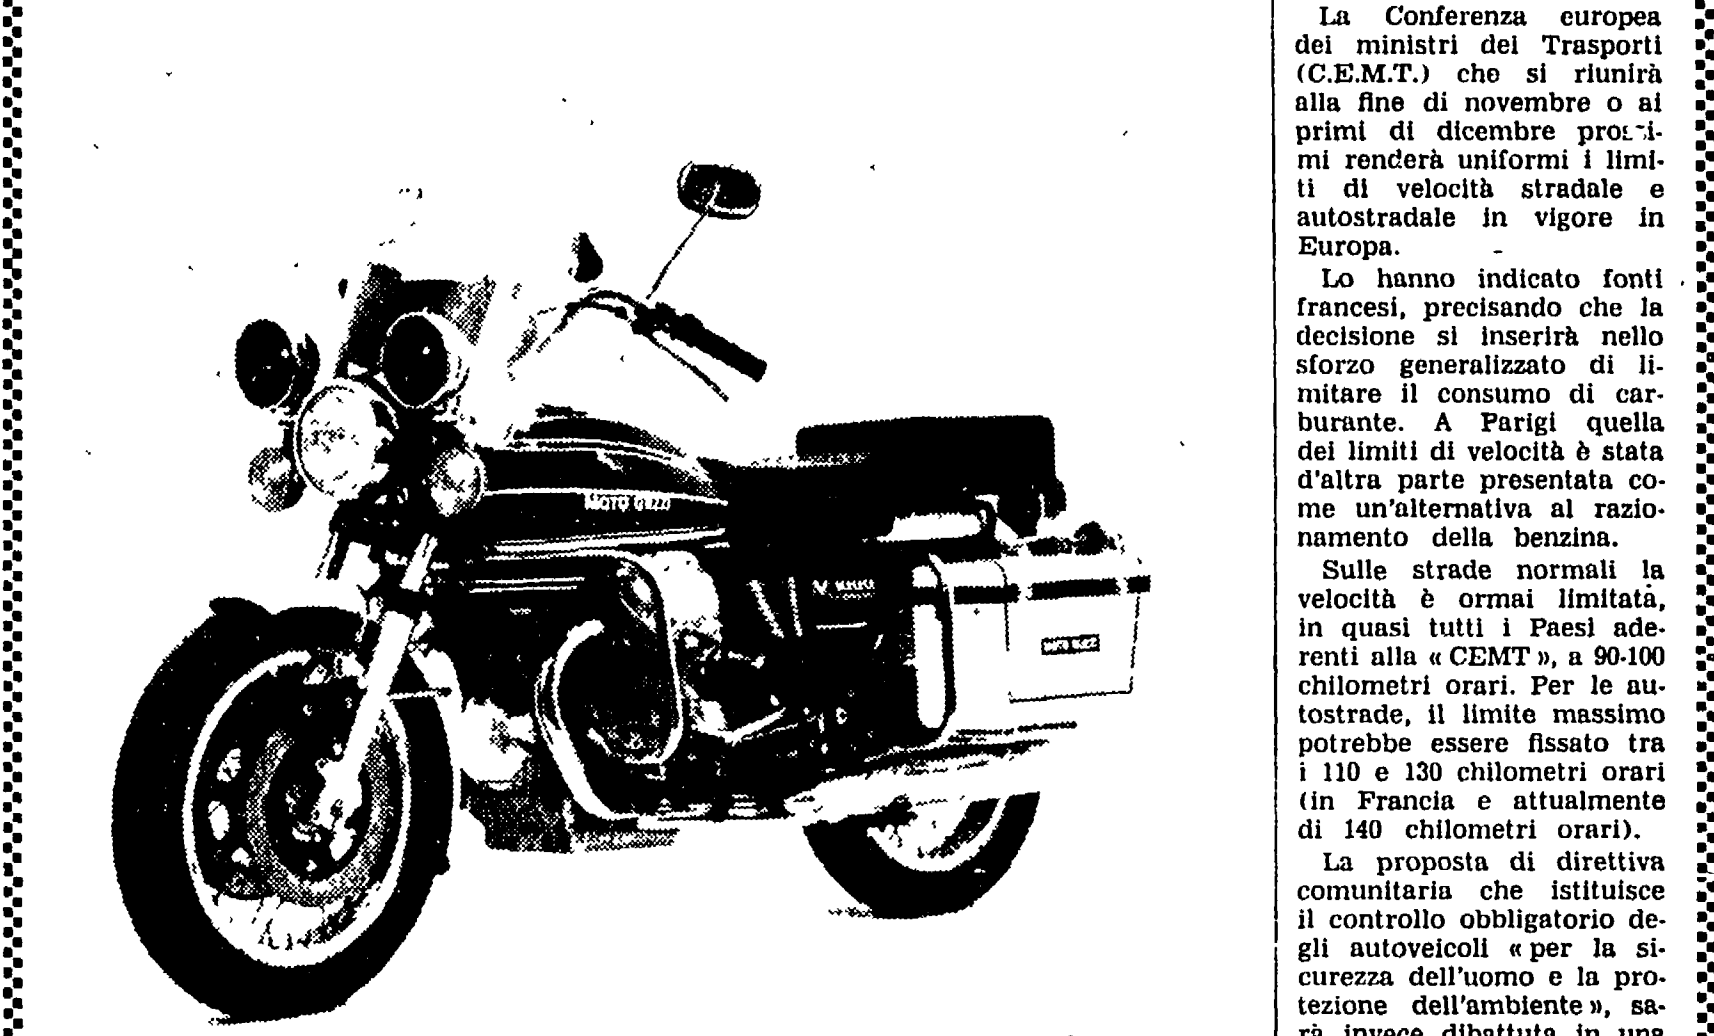 MOTO GUZZI
La Conferenza europea
dei ministri dei Trasporti
(C.E.M.T.) che si riunirà
alla fine di novembre o ai
primi di dicembre prossi-
mi renderà uniformi i limi-
ti di velocità stradale e
autostradale in vigore in
Europa.
Lo hanno indicato fonti
francesi, precisando che la
decisione si inserirà nello
sforzo generalizzato di li-
mitare il consumo di car-
burante. A Parigi quella
dei limiti di velocità è stata
d'altra parte presentata co-
me un'alternativa al razio-
namento della benzina.
Sulle strade normali la
velocità è ormai limitata,
in quasi tutti i Paesi ade-
renti alla « CEMT », a 90-100
chilometri orari. Per le au-
tostrade, il limite massimo
potrebbe essere fissato tra
i 110 e 130 chilometri orari
(in Francia e attualmente
di 140 chilometri orari).
La proposta di direttiva
comunitaria che istituisce
il controllo obbligatorio de-
gli autoveicoli « per la si-
curezza dell'uomo e la pro-
tezione dell'ambiente », sa-
rà invece dibattuta in una